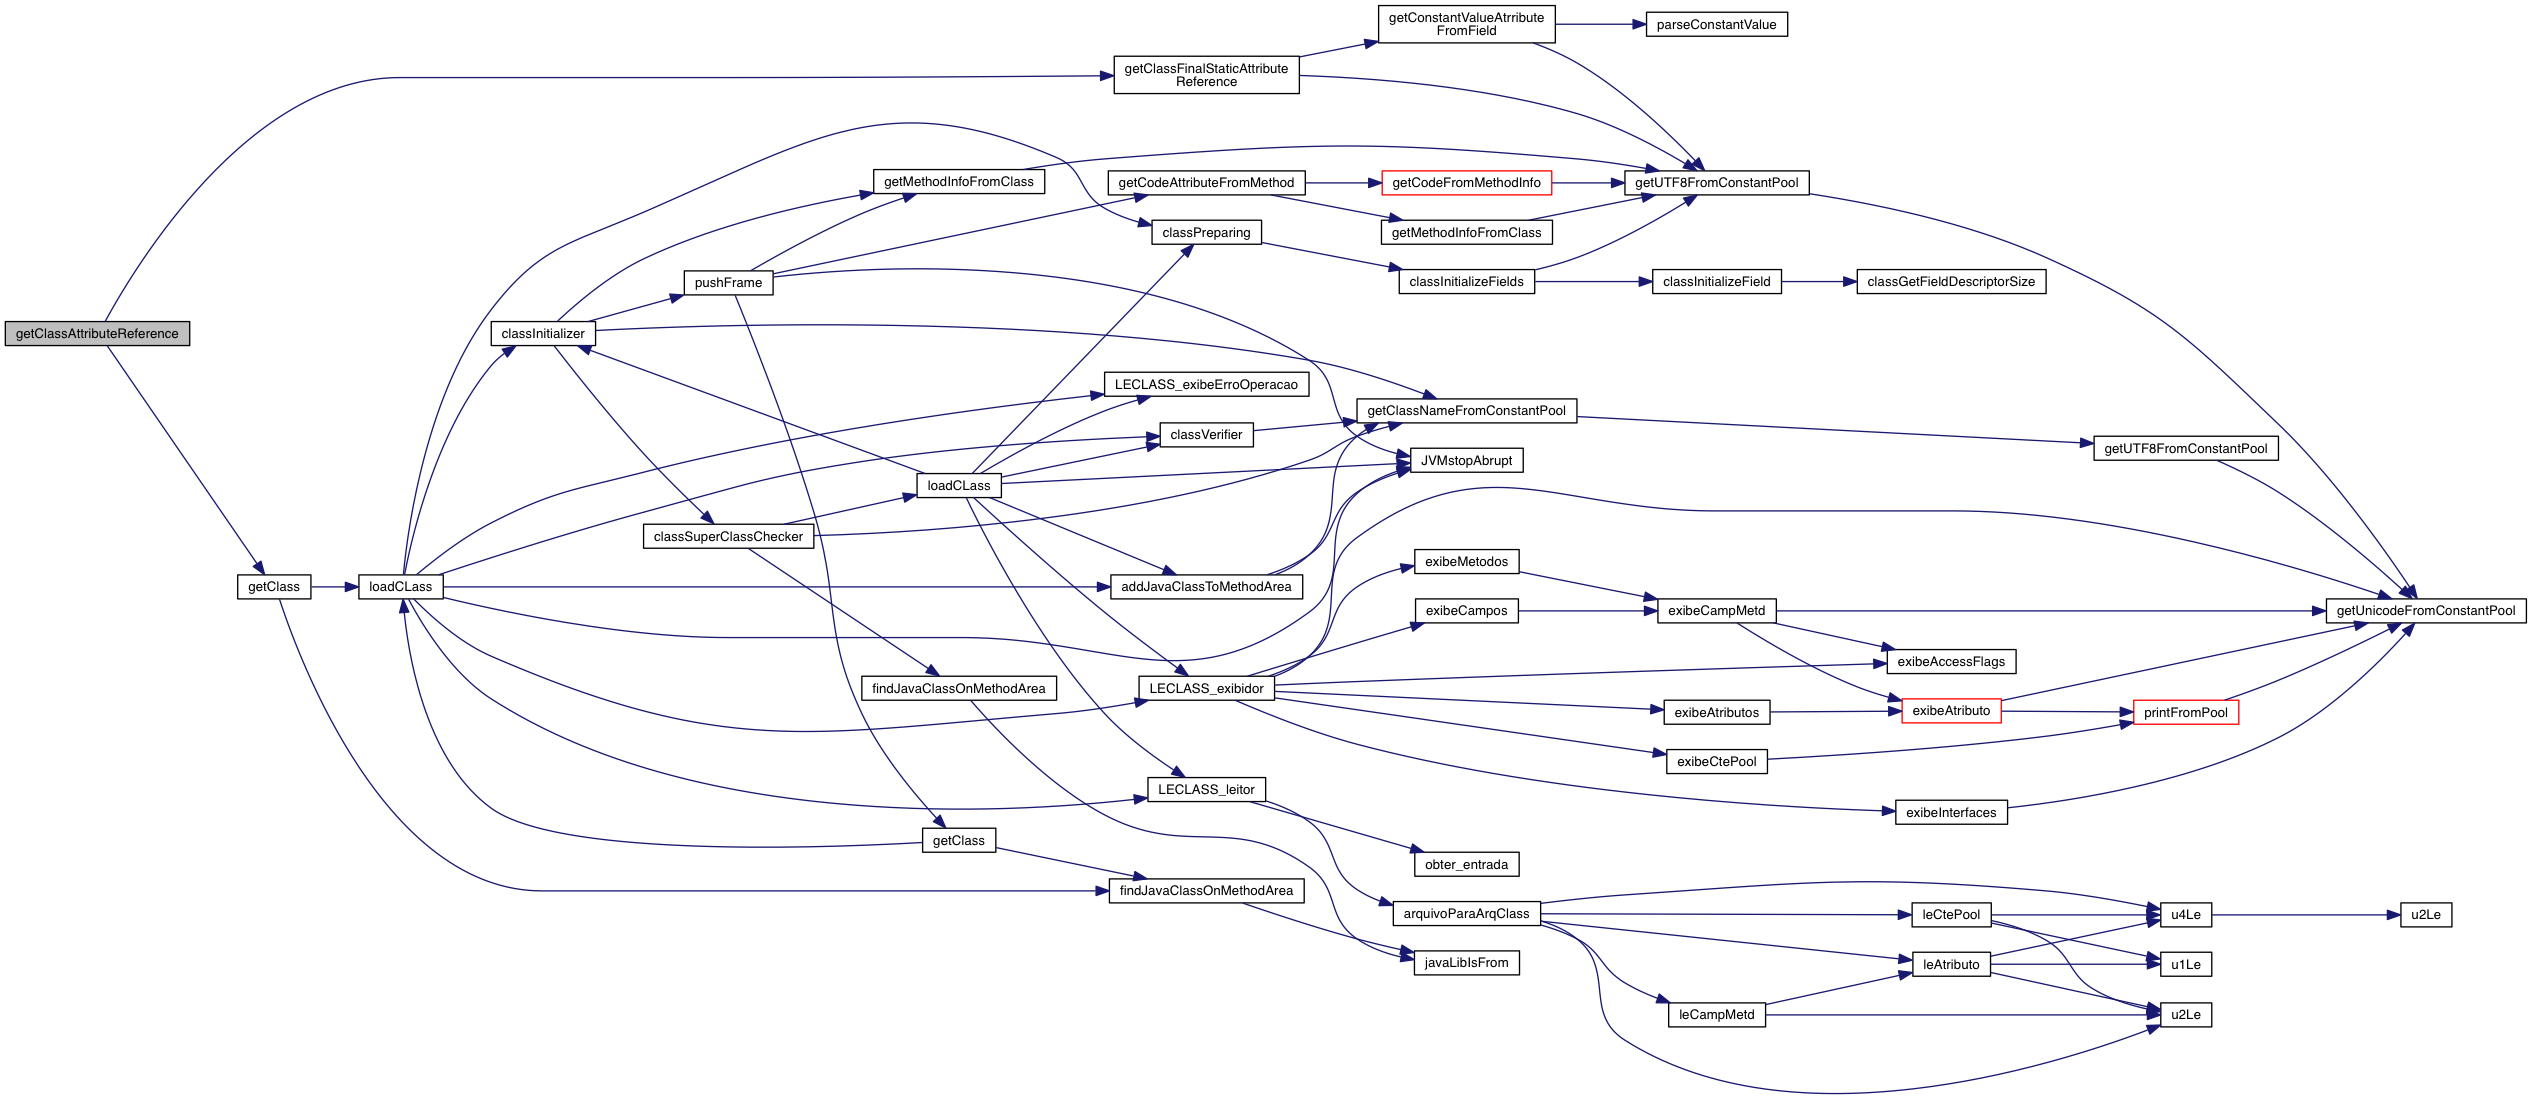 getConstantValueAtrribute
FromField
parseConstantValue
getClassFinalStaticAttribute
Reference
getMethodInfoFromClass
getCodeAttributeFromMethod
getCodeFromMethodInfo
getUTF8FromConstantPool
classPreparing
getMethodInfoFromClass
pushFrame
classInitializeFields
classInitializeField
classGetFieldDescriptorSize
getClassAttributeReference
classInitializer
LECLASS_exibeErroOperacao
getClassNameFromConstantPool
classVerifier
getUTF8FromConstantPool
JVMstopAbrupt
loadCLass
classSuperClassChecker
exibeMetodos
getClass
loadCLass
addJavaClassToMethodArea
exibeCampos
exibeCampMetd
getUnicodeFromConstantPool
exibeAccessFlags
findJavaClassOnMethodArea
LECLASS_exibidor
exibeAtributos
exibeAtributo
printFromPool
exibeCtePool
LECLASS_leitor
exibeInterfaces
getClass
obter_entrada
findJavaClassOnMethodArea
arquivoParaArqClass
leCtePool
u4Le
u2Le
javaLibIsFrom
leAtributo
u1Le
leCampMetd
u2Le